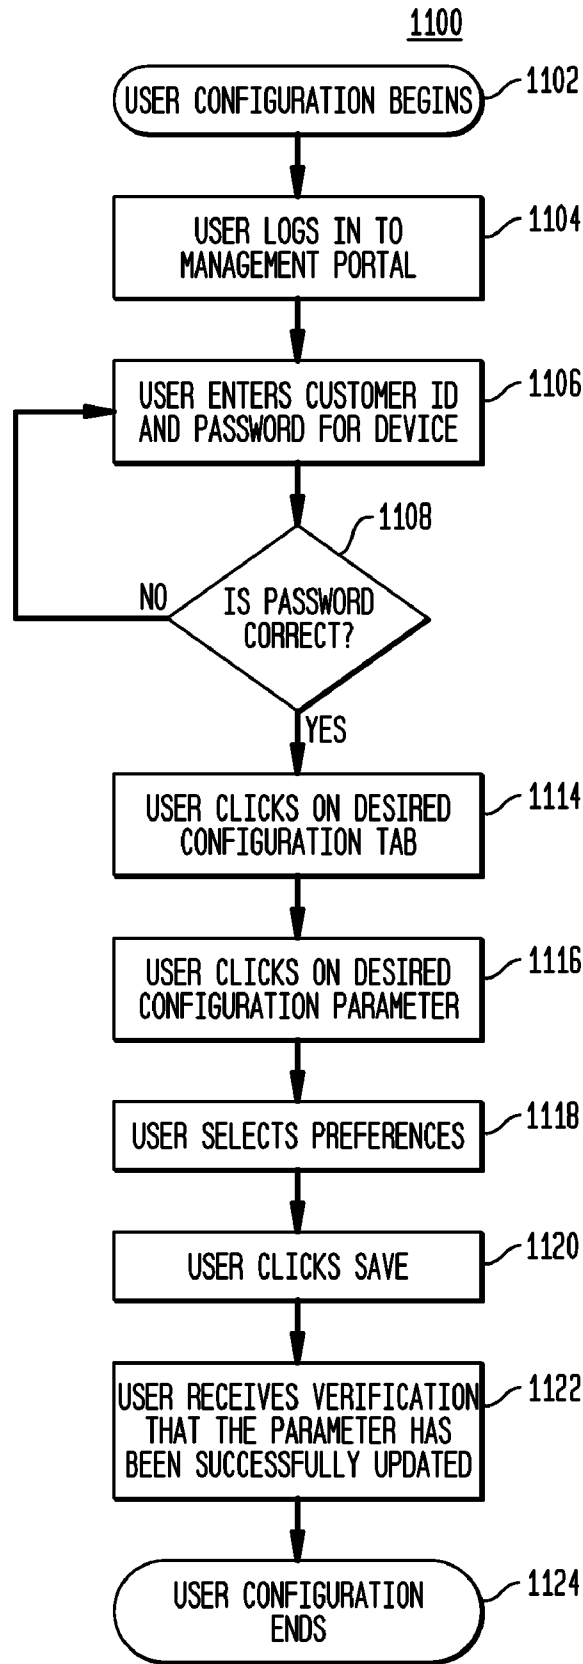 1100
USER CONFIGURATION BEGINS
1102
USER LOGS IN TO
MANAGEMENT PORTAL
1104
USER ENTERS CUSTOMER ID
AND PASSWORD FOR DEVICE
1106
IS PASSWORD
CORRECT?
1108
NO
YES
USER CLICKS ON DESIRED
CONFIGURATION TAB
1114
USER CLICKS ON DESIRED
CONFIGURATION PARAMETER
1116
USER SELECTS PREFERENCES
1118
USER CLICKS SAVE
1120
USER RECEIVES VERIFICATION
THAT THE PARAMETER HAS
BEEN SUCCESSFULLY UPDATED
1122
USER CONFIGURATION
ENDS
1124